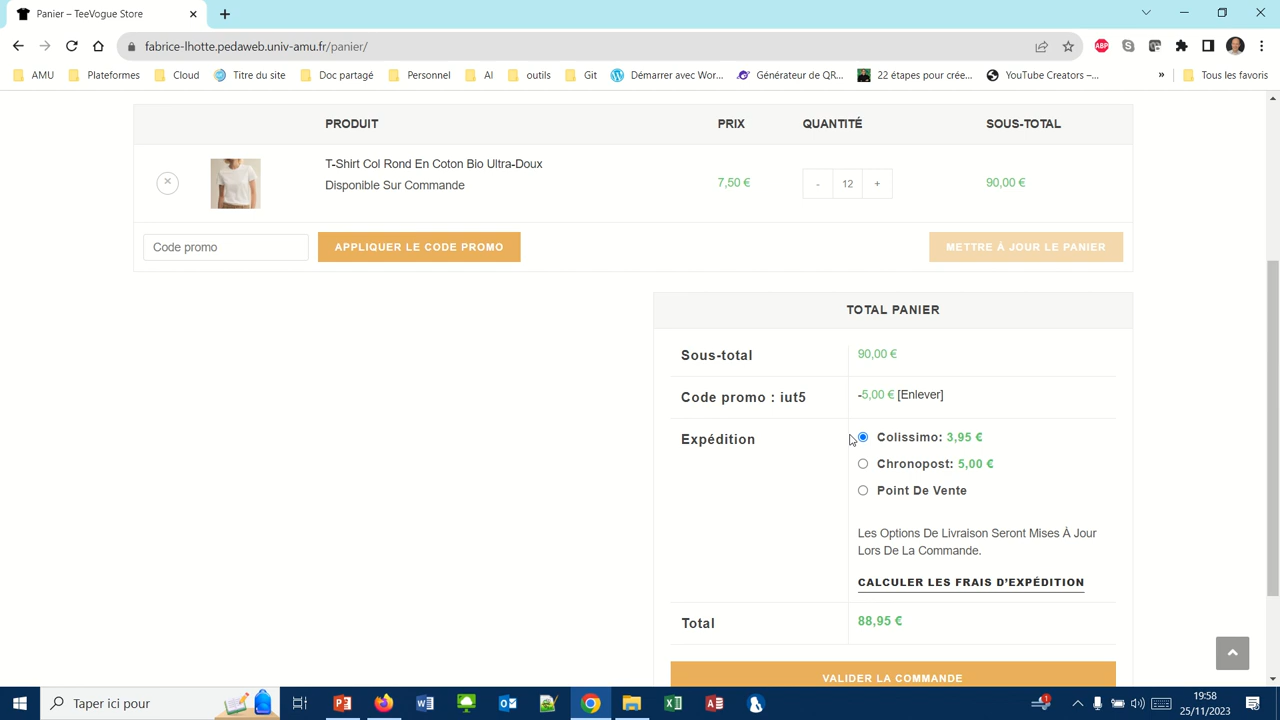 Panier – TeeVogue Store
fabrice-lhotte.pedaweb.univ-amu.fr/panier/
AMU Plateformes Cloud Titre du site Doc partagé Personnel AI outils Git Démarrer avec Wor... Générateur de QR... 22 étapes pour crée... YouTube Creators –... » Tous les favoris
PRODUIT PRIX QUANTITÉ SOUS-TOTAL
T-Shirt Col Rond En Coton Bio Ultra-Doux
Disponible Sur Commande
7,50 € - 12 + 90,00 €
Code promo APPLIQUER LE CODE PROMO METTRE À JOUR LE PANIER
TOTAL PANIER
Sous-total 90,00 €
Code promo : iut5 -5,00 € [Enlever]
Expédition Colissimo: 3,95 €
Chronopost: 5,00 €
Point De Vente
Les Options De Livraison Seront Mises À Jour
Lors De La Commande.
CALCULER LES FRAIS D'EXPÉDITION
Total 88,95 €
VALIDER LA COMMANDE
Taper ici pour
19:58
25/11/2023